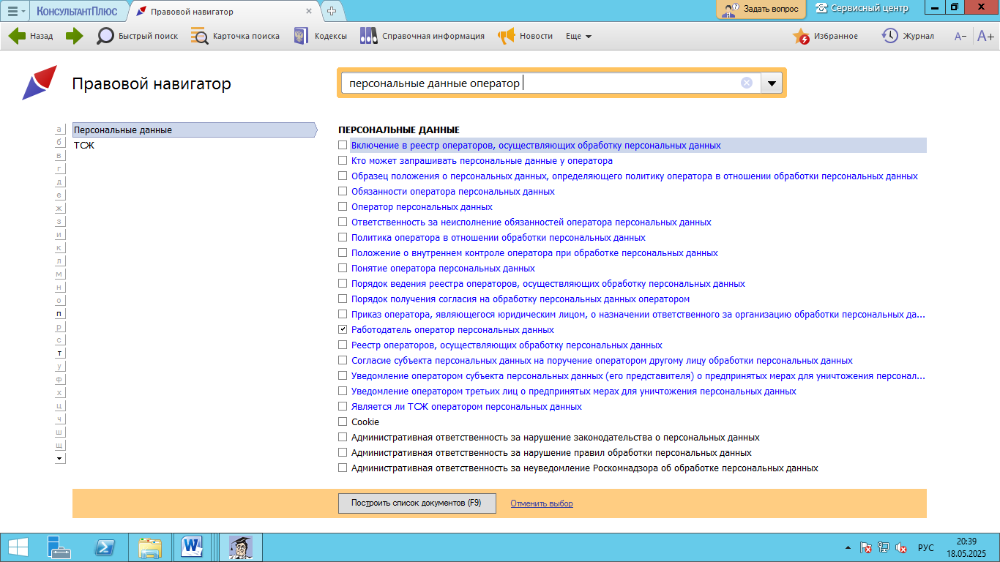 КонсультантПлюс
Правовой навигатор
Задать вопрос
Сервисный центр
Назад
Быстрый поиск
Карточка поиска
Кодексы
Справочная информация
Новости
Еще
Избранное
Журнал
А−
А+
Правовой навигатор
персональные данные оператор
а
б
в
г
д
е
ж
з
и
к
л
м
н
о
п
р
с
т
у
ф
х
ц
ч
ш
щ
Персональные данные
ТСЖ
ПЕРСОНАЛЬНЫЕ ДАННЫЕ
Включение в реестр операторов, осуществляющих обработку персональных данных
Кто может запрашивать персональные данные у оператора
Образец положения о персональных данных, определяющего политику оператора в отношении обработки персональных данных
Обязанности оператора персональных данных
Оператор персональных данных
Ответственность за неисполнение обязанностей оператора персональных данных
Политика оператора в отношении обработки персональных данных
Положение о внутреннем контроле оператора при обработке персональных данных
Понятие оператора персональных данных
Порядок ведения реестра операторов, осуществляющих обработку персональных данных
Порядок получения согласия на обработку персональных данных оператором
Приказ оператора, являющегося юридическим лицом, о назначении ответственного за организацию обработки персональных да...
Работодатель оператор персональных данных
Реестр операторов, осуществляющих обработку персональных данных
Согласие субъекта персональных данных на поручение оператором другому лицу обработки персональных данных
Уведомление оператором субъекта персональных данных (его представителя) о предпринятых мерах для уничтожения персонал...
Уведомление оператором третьих лиц о предпринятых мерах для уничтожения персональных данных
Является ли ТСЖ оператором персональных данных
Cookie
Административная ответственность за нарушение законодательства о персональных данных
Административная ответственность за нарушение правил обработки персональных данных
Административная ответственность за неуведомление Роскомнадзора об обработке персональных данных
Построить список документов (F9)
Отменить выбор
РУС
20:39
18.05.2025